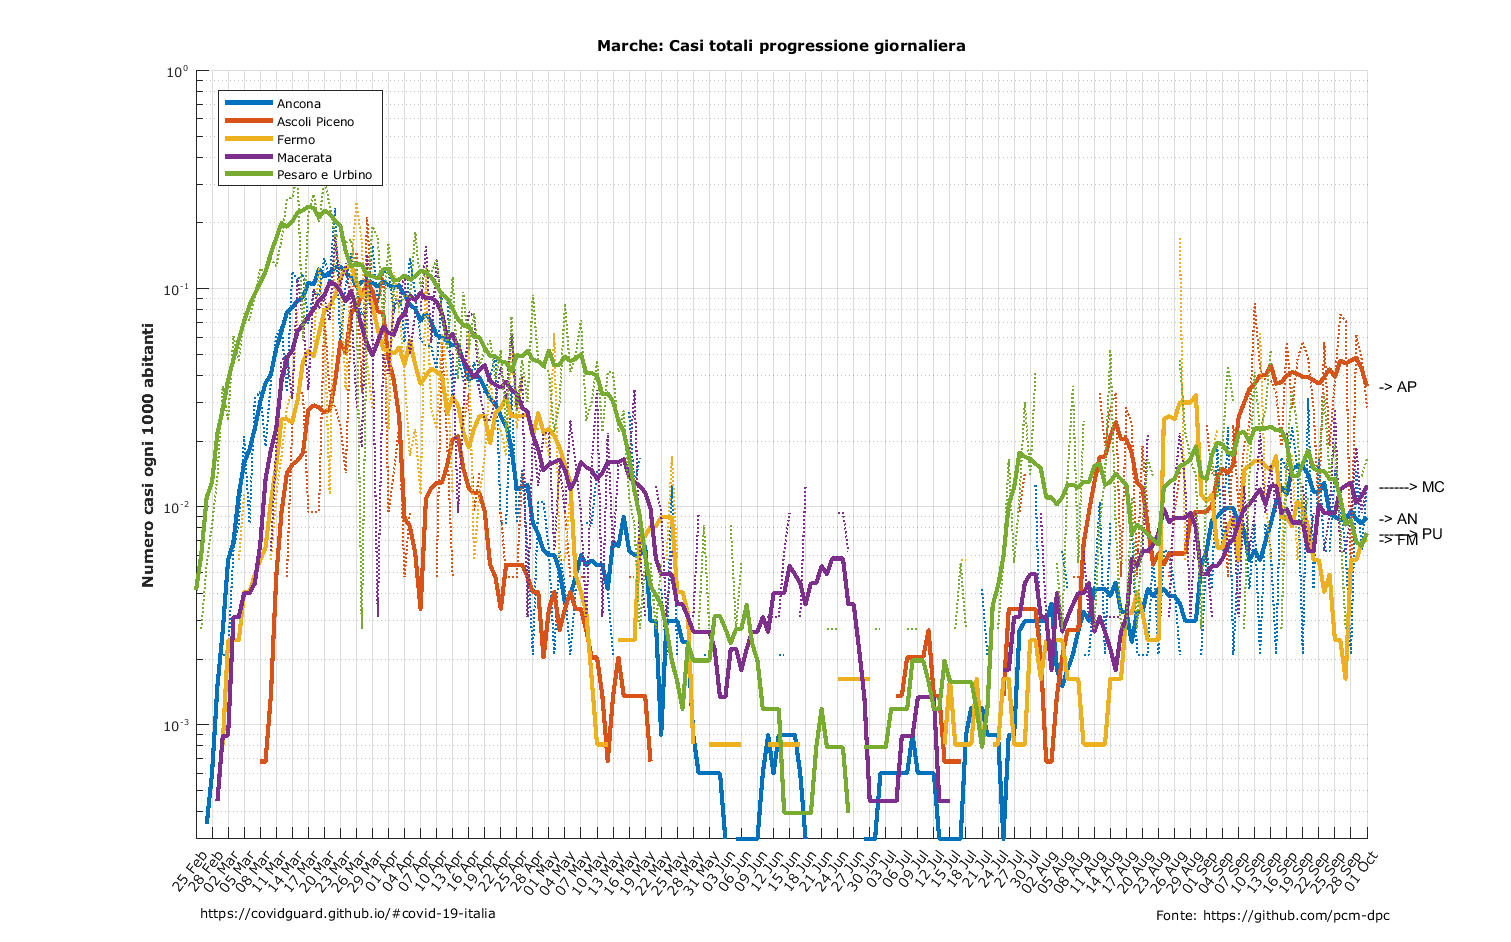 Marche: Casi totali progressione giornaliera
10^0
10^-1
10^-2
10^-3
Numero casi ogni 1000 abitanti
Ancona
Ascoli Piceno
Fermo
Macerata
Pesaro e Urbino
-> AP
------> MC
-> AN
-----> PU
-> FM
25 Feb
28 Feb
02 Mar
05 Mar
08 Mar
11 Mar
14 Mar
17 Mar
20 Mar
23 Mar
26 Mar
29 Mar
01 Apr
04 Apr
07 Apr
10 Apr
13 Apr
16 Apr
19 Apr
22 Apr
25 Apr
28 Apr
01 May
04 May
07 May
10 May
13 May
16 May
19 May
22 May
25 May
28 May
31 May
03 Jun
06 Jun
09 Jun
12 Jun
15 Jun
18 Jun
21 Jun
24 Jun
27 Jun
30 Jun
03 Jul
06 Jul
09 Jul
12 Jul
15 Jul
18 Jul
21 Jul
24 Jul
27 Jul
30 Jul
02 Aug
05 Aug
08 Aug
11 Aug
14 Aug
17 Aug
20 Aug
23 Aug
26 Aug
29 Aug
01 Sep
04 Sep
07 Sep
10 Sep
13 Sep
16 Sep
19 Sep
22 Sep
25 Sep
28 Sep
01 Oct
https://covidguard.github.io/#covid-19-italia
Fonte: https://github.com/pcm-dpc